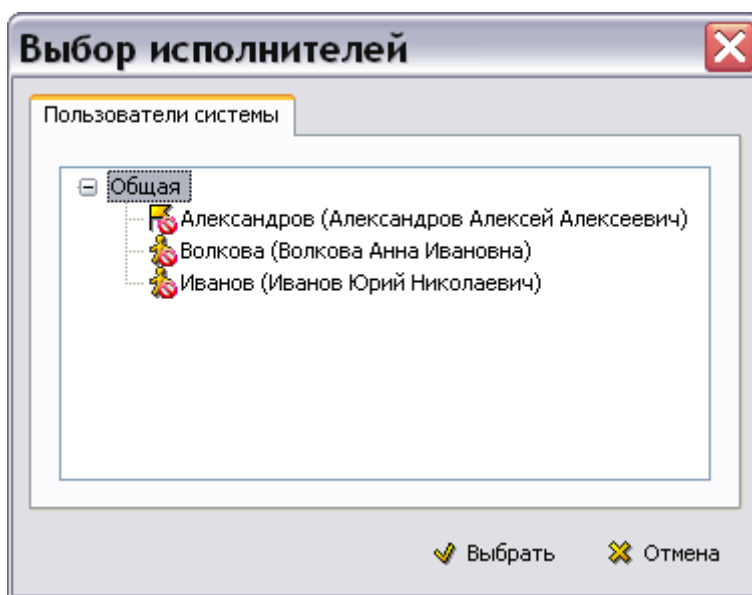 Выбор исполнителей
Пользователи системы
Общая
Александров (Александров Алексей Алексеевич)
Волкова (Волкова Анна Ивановна)
Иванов (Иванов Юрий Николаевич)
Выбрать Отмена